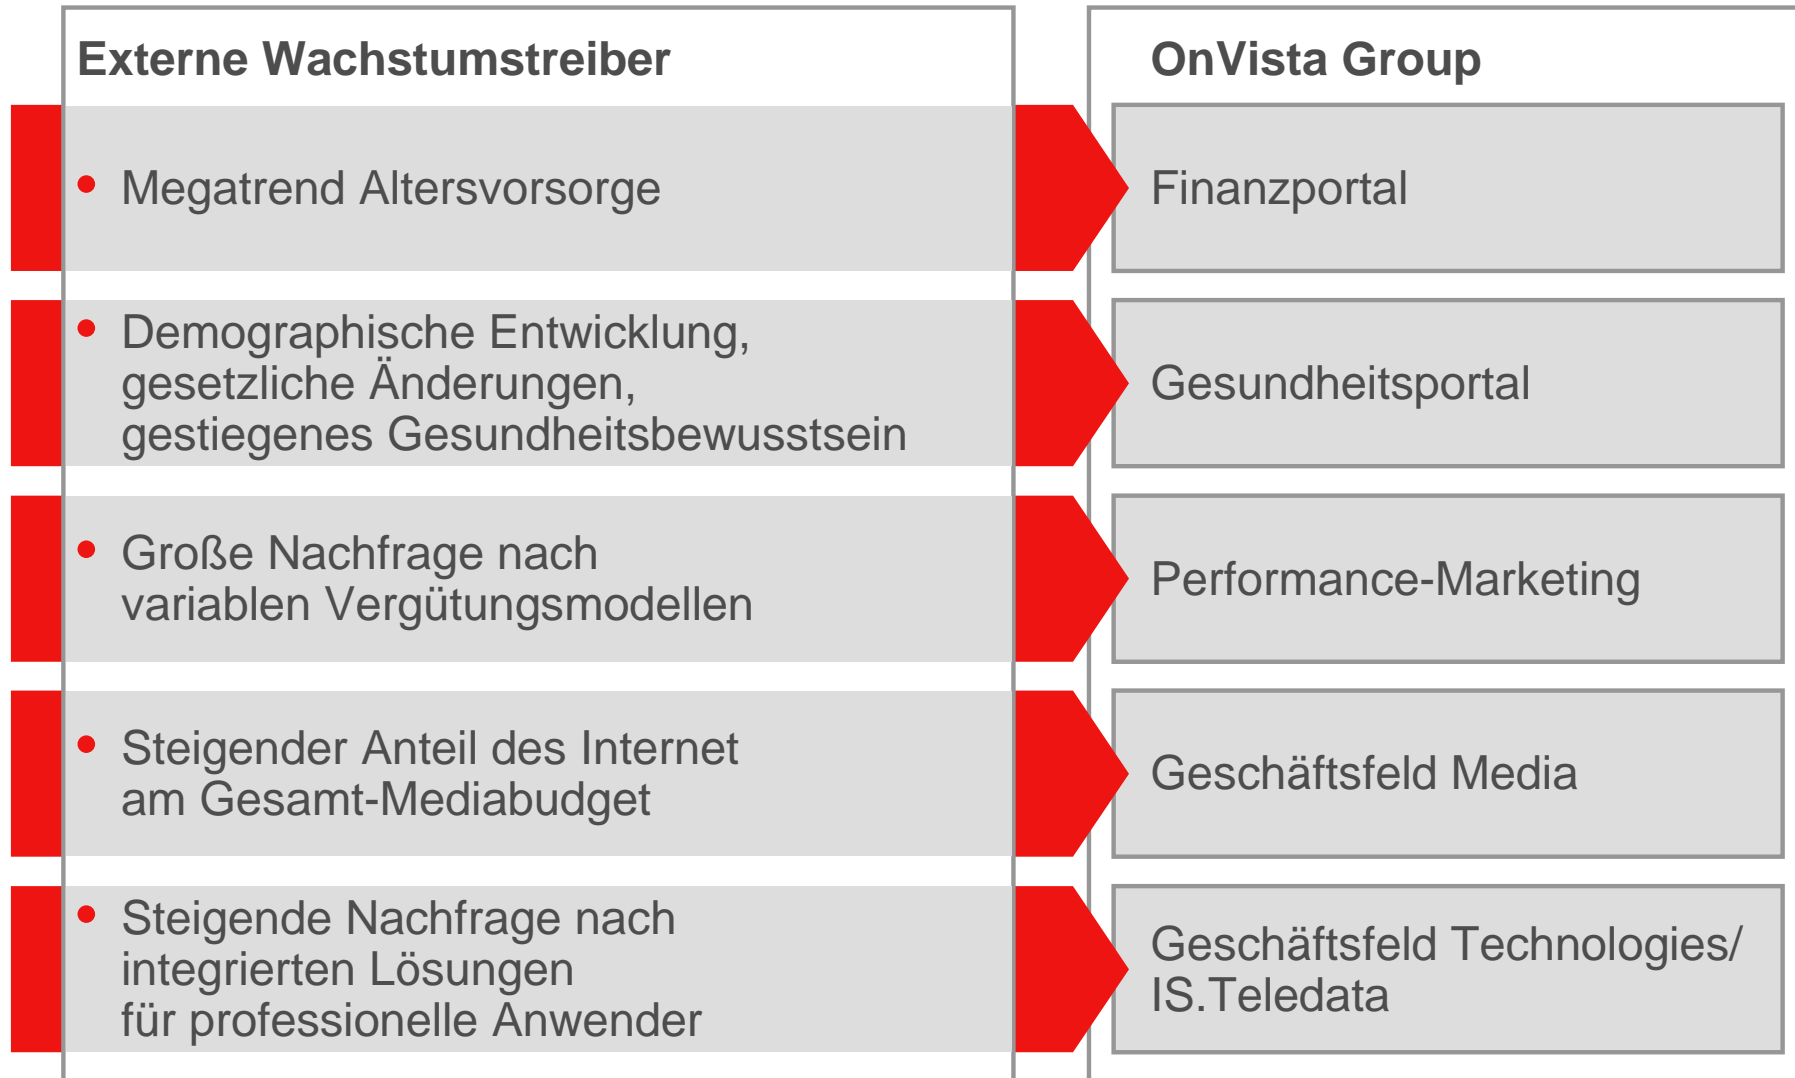 Externe Wachstumstreiber
OnVista Group
• Megatrend Altersvorsorge
Finanzportal
• Demographische Entwicklung,
gesetzliche Änderungen,
gestiegenes Gesundheitsbewusstsein
Gesundheitsportal
• Große Nachfrage nach
variablen Vergütungsmodellen
Performance-Marketing
• Steigender Anteil des Internet
am Gesamt-Mediabudget
Geschäftsfeld Media
• Steigende Nachfrage nach
integrierten Lösungen
für professionelle Anwender
Geschäftsfeld Technologies/
IS.Teledata